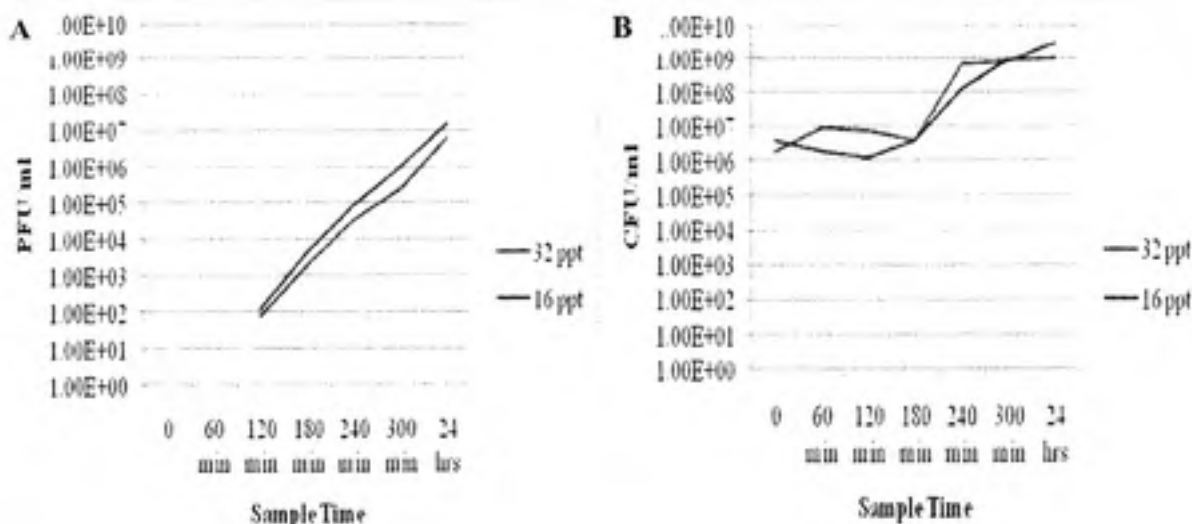 A
.00E+10
1.00E+09
1.00E+08
1.00E+07
1.00E+06
1.00E+05
1.00E+04
1.00E+03
1.00E+02
1.00E+01
1.00E+00
PFU/ml
0 60 120 180 240 300 24
min min min min min hrs
Sample Time
32 ppt
16 ppt
B
.00E+10
1.00E+09
1.00E+08
1.00E+07
1.00E+06
1.00E+05
1.00E+04
1.00E+03
1.00E+02
1.00E+01
1.00E+00
CFU/ml
0 60 120 180 240 300 24
min min min min min hrs
Sample Time
32 ppt
16 ppt